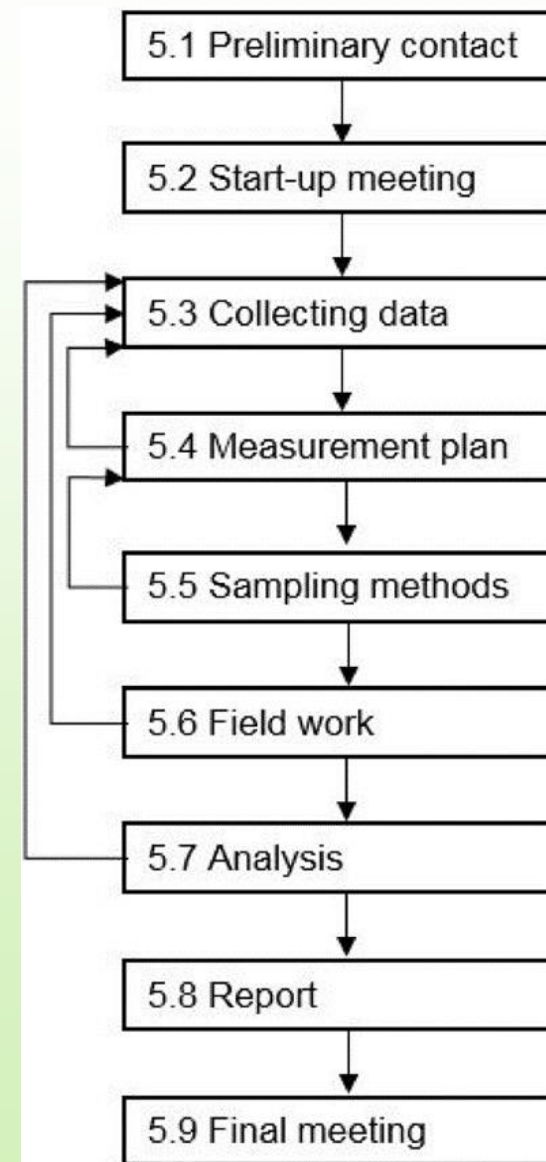 5.1 Preliminary contact
5.2 Start-up meeting
5.3 Collecting data
5.4 Measurement plan
5.5 Sampling methods
5.6 Field work
5.7 Analysis
5.8 Report
5.9 Final meeting